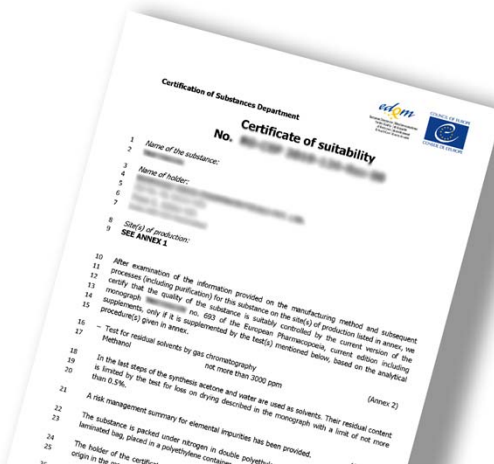 Certification of Substances Department
edqm
COUNCIL OF EUROPE
CONSEIL DE L'EUROPE
Certificate of suitability
No.
1 Name of the substance:
2
3 Name of holder:
4
5
6
7
8 Site(s) of production:
9 SEE ANNEX 1
10 After examination of the information provided on the manufacturing method and subsequent
11 processes (including purification) for this substance on the site(s) of production listed in annex, we
12 certify that the quality of the substance is suitably controlled by the current version of the
13 monograph no. 693 of the European Pharmacopoeia, current edition including
14 supplements, only if it is supplemented by the test(s) mentioned below, based on the analytical
15 procedure(s) given in annex.
16 – Test for residual solvents by gas chromatography (Annex 2)
17 Methanol not more than 3000 ppm
18 In the last steps of the synthesis acetone and water are used as solvents. Their residual content
19 is limited by the test for loss on drying described in the monograph with a limit of not more
20 than 0.5%.
21 A risk management summary for elemental impurities has been provided.
22 The substance is packed under nitrogen in double polyethyl
23 laminated bag, placed in a polyethylene container
24 The holder of the certific
25 origin in the m